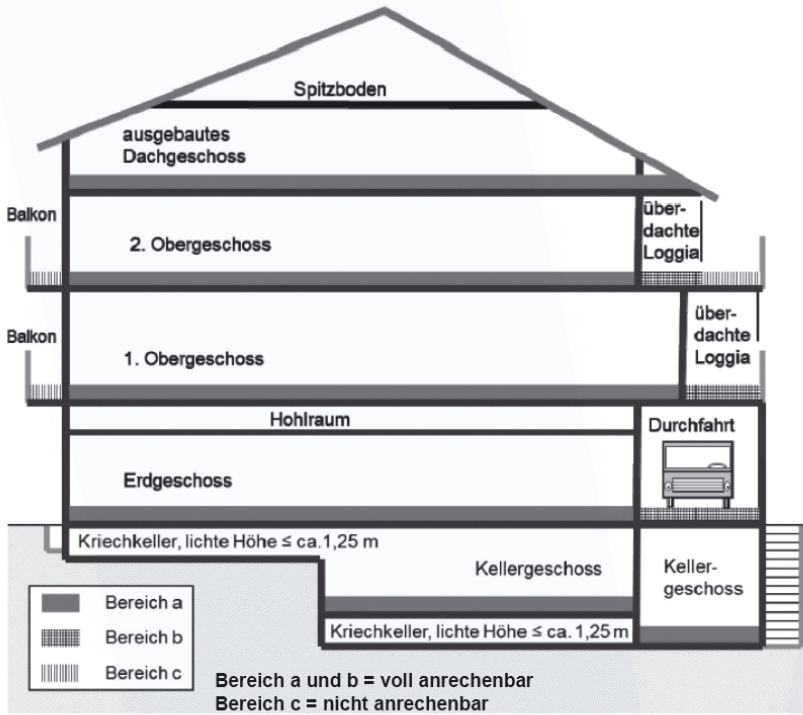 Spitzboden
ausgebautes
Dachgeschoss
Balkon
2. Obergeschoss
über-
dachte
Loggia
Balkon
1. Obergeschoss
über-
dachte
Loggia
Hohlraum
Durchfahrt
Erdgeschoss
Kriechkeller, lichte Höhe ≤ ca.1,25 m
Kellergeschoss
Keller-
geschoss
Kriechkeller, lichte Höhe ≤ ca. 1,25 m
Bereich a
Bereich b
Bereich c
Bereich a und b = voll anrechenbar
Bereich c = nicht anrechenbar